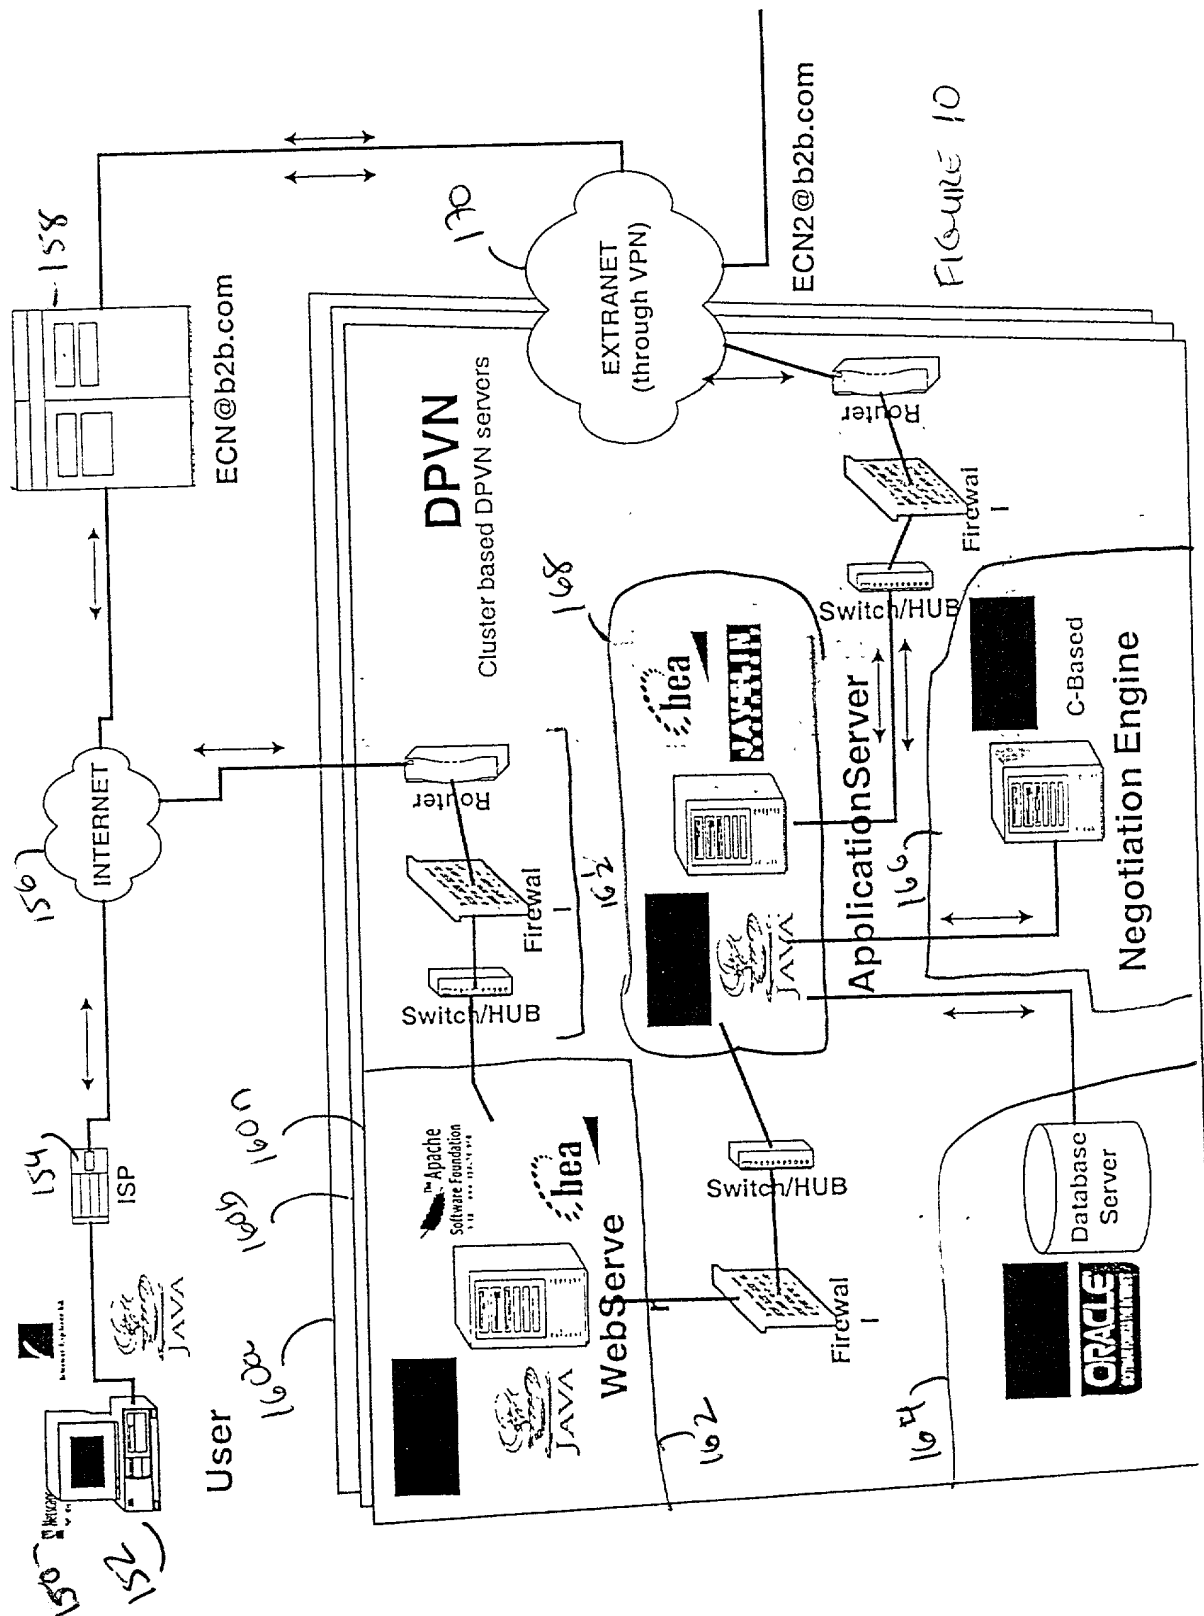 150
Netscape
152
User
JAVA
154
ISP
156
INTERNET
158
ECN@b2b.com
160a
160b
160n
DPVN
Cluster based DPVN servers
JAVA
The Apache
Software Foundation
bea
WebServe
r
162
Switch/HUB
Firewal
l
Router
162
Firewal
l
Switch/HUB
168
JAVA
bea
ApplicationServer
Switch/HUB
Firewal
l
Router
170
EXTRANET
(through VPN)
ECN2@b2b.com
164
ORACLE
Database
Server
166
C-Based
Negotiation Engine
FIGURE 10